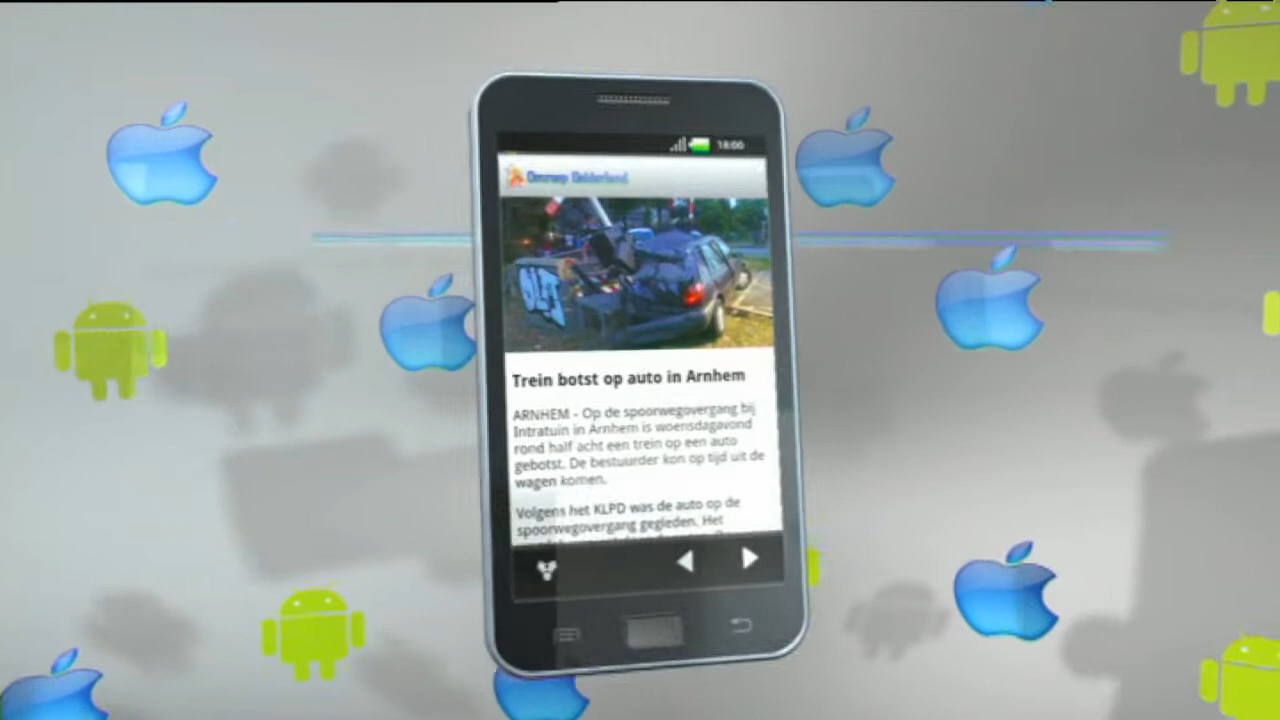 18:00
Omroep Gelderland
Trein botst op auto in Arnhem
ARNHEM - Op de spoorwegovergang bij
Intratuin in Arnhem is woensdagavond
rond half acht een trein op een auto
gebotst. De bestuurder kon op tijd uit de
wagen komen.
Volgens het KLPD was de auto op de
spoorwegovergang gegleden. Het